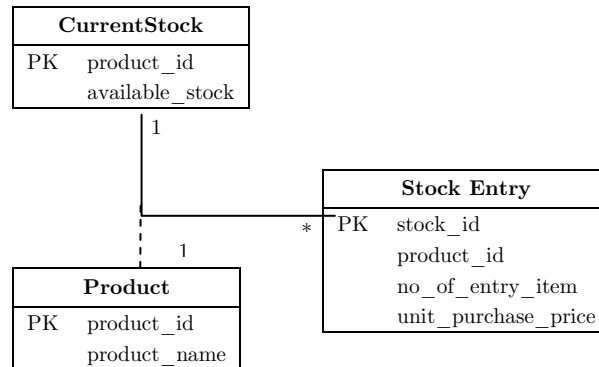 CurrentStock
PK product_id
available_stock
1
Stock Entry
* PK stock_id
product_id
no_of_entry_item
unit_purchase_price
1
Product
PK product_id
product_name